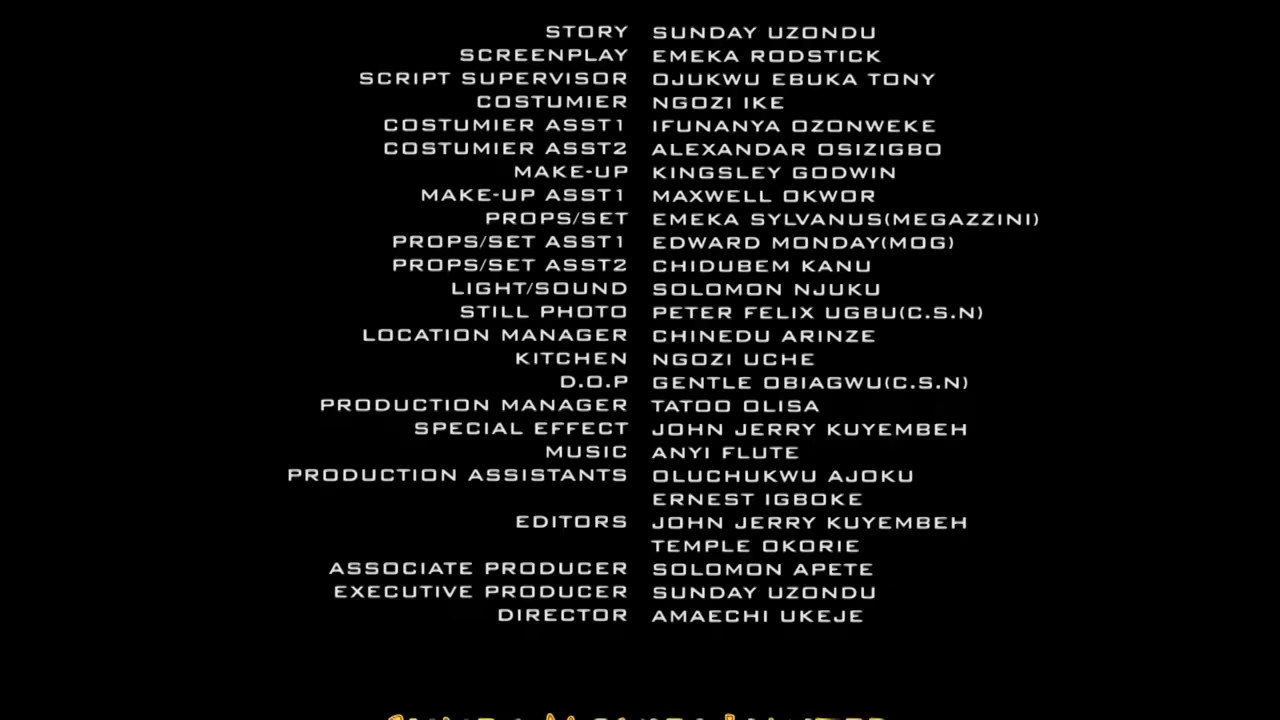 STORY SUNDAY UZONDU
SCREENPLAY EMEKA RODSTICK
SCRIPT SUPERVISOR OJUKWU EBUKA TONY
COSTUMIER NGOZI IKE
COSTUMIER ASST1 IFUNANYA OZONWEKE
COSTUMIER ASST2 ALEXANDAR OSIZIGBO
MAKE-UP KINGSLEY GODWIN
MAKE-UP ASST1 MAXWELL OKWOR
PROPS/SET EMEKA SYLVANUS(MEGAZZINI)
PROPS/SET ASST1 EDWARD MONDAY(MOG)
PROPS/SET ASST2 CHIDUBEM KANU
LIGHT/SOUND SOLOMON NJUKU
STILL PHOTO PETER FELIX UGBU(C.S.N)
LOCATION MANAGER CHINEDU ARINZE
KITCHEN NGOZI UCHE
D.O.P GENTLE OBIAGWU(C.S.N)
PRODUCTION MANAGER TATOO OLISA
SPECIAL EFFECT JOHN JERRY KUYEMBEH
MUSIC ANYI FLUTE
PRODUCTION ASSISTANTS OLUCHUKWU AJOKU
ERNEST IGBOKE
EDITORS JOHN JERRY KUYEMBEH
TEMPLE OKORIE
ASSOCIATE PRODUCER SOLOMON APETE
EXECUTIVE PRODUCER SUNDAY UZONDU
DIRECTOR AMAECHI UKEJE